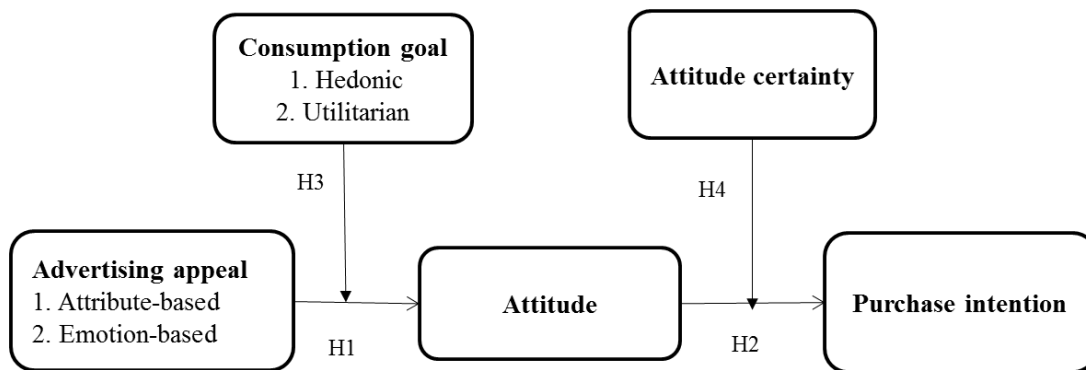 Consumption goal
1. Hedonic
2. Utilitarian
Attitude certainty
H3
H4
Advertising appeal
1. Attribute-based
2. Emotion-based
Attitude
Purchase intention
H1
H2